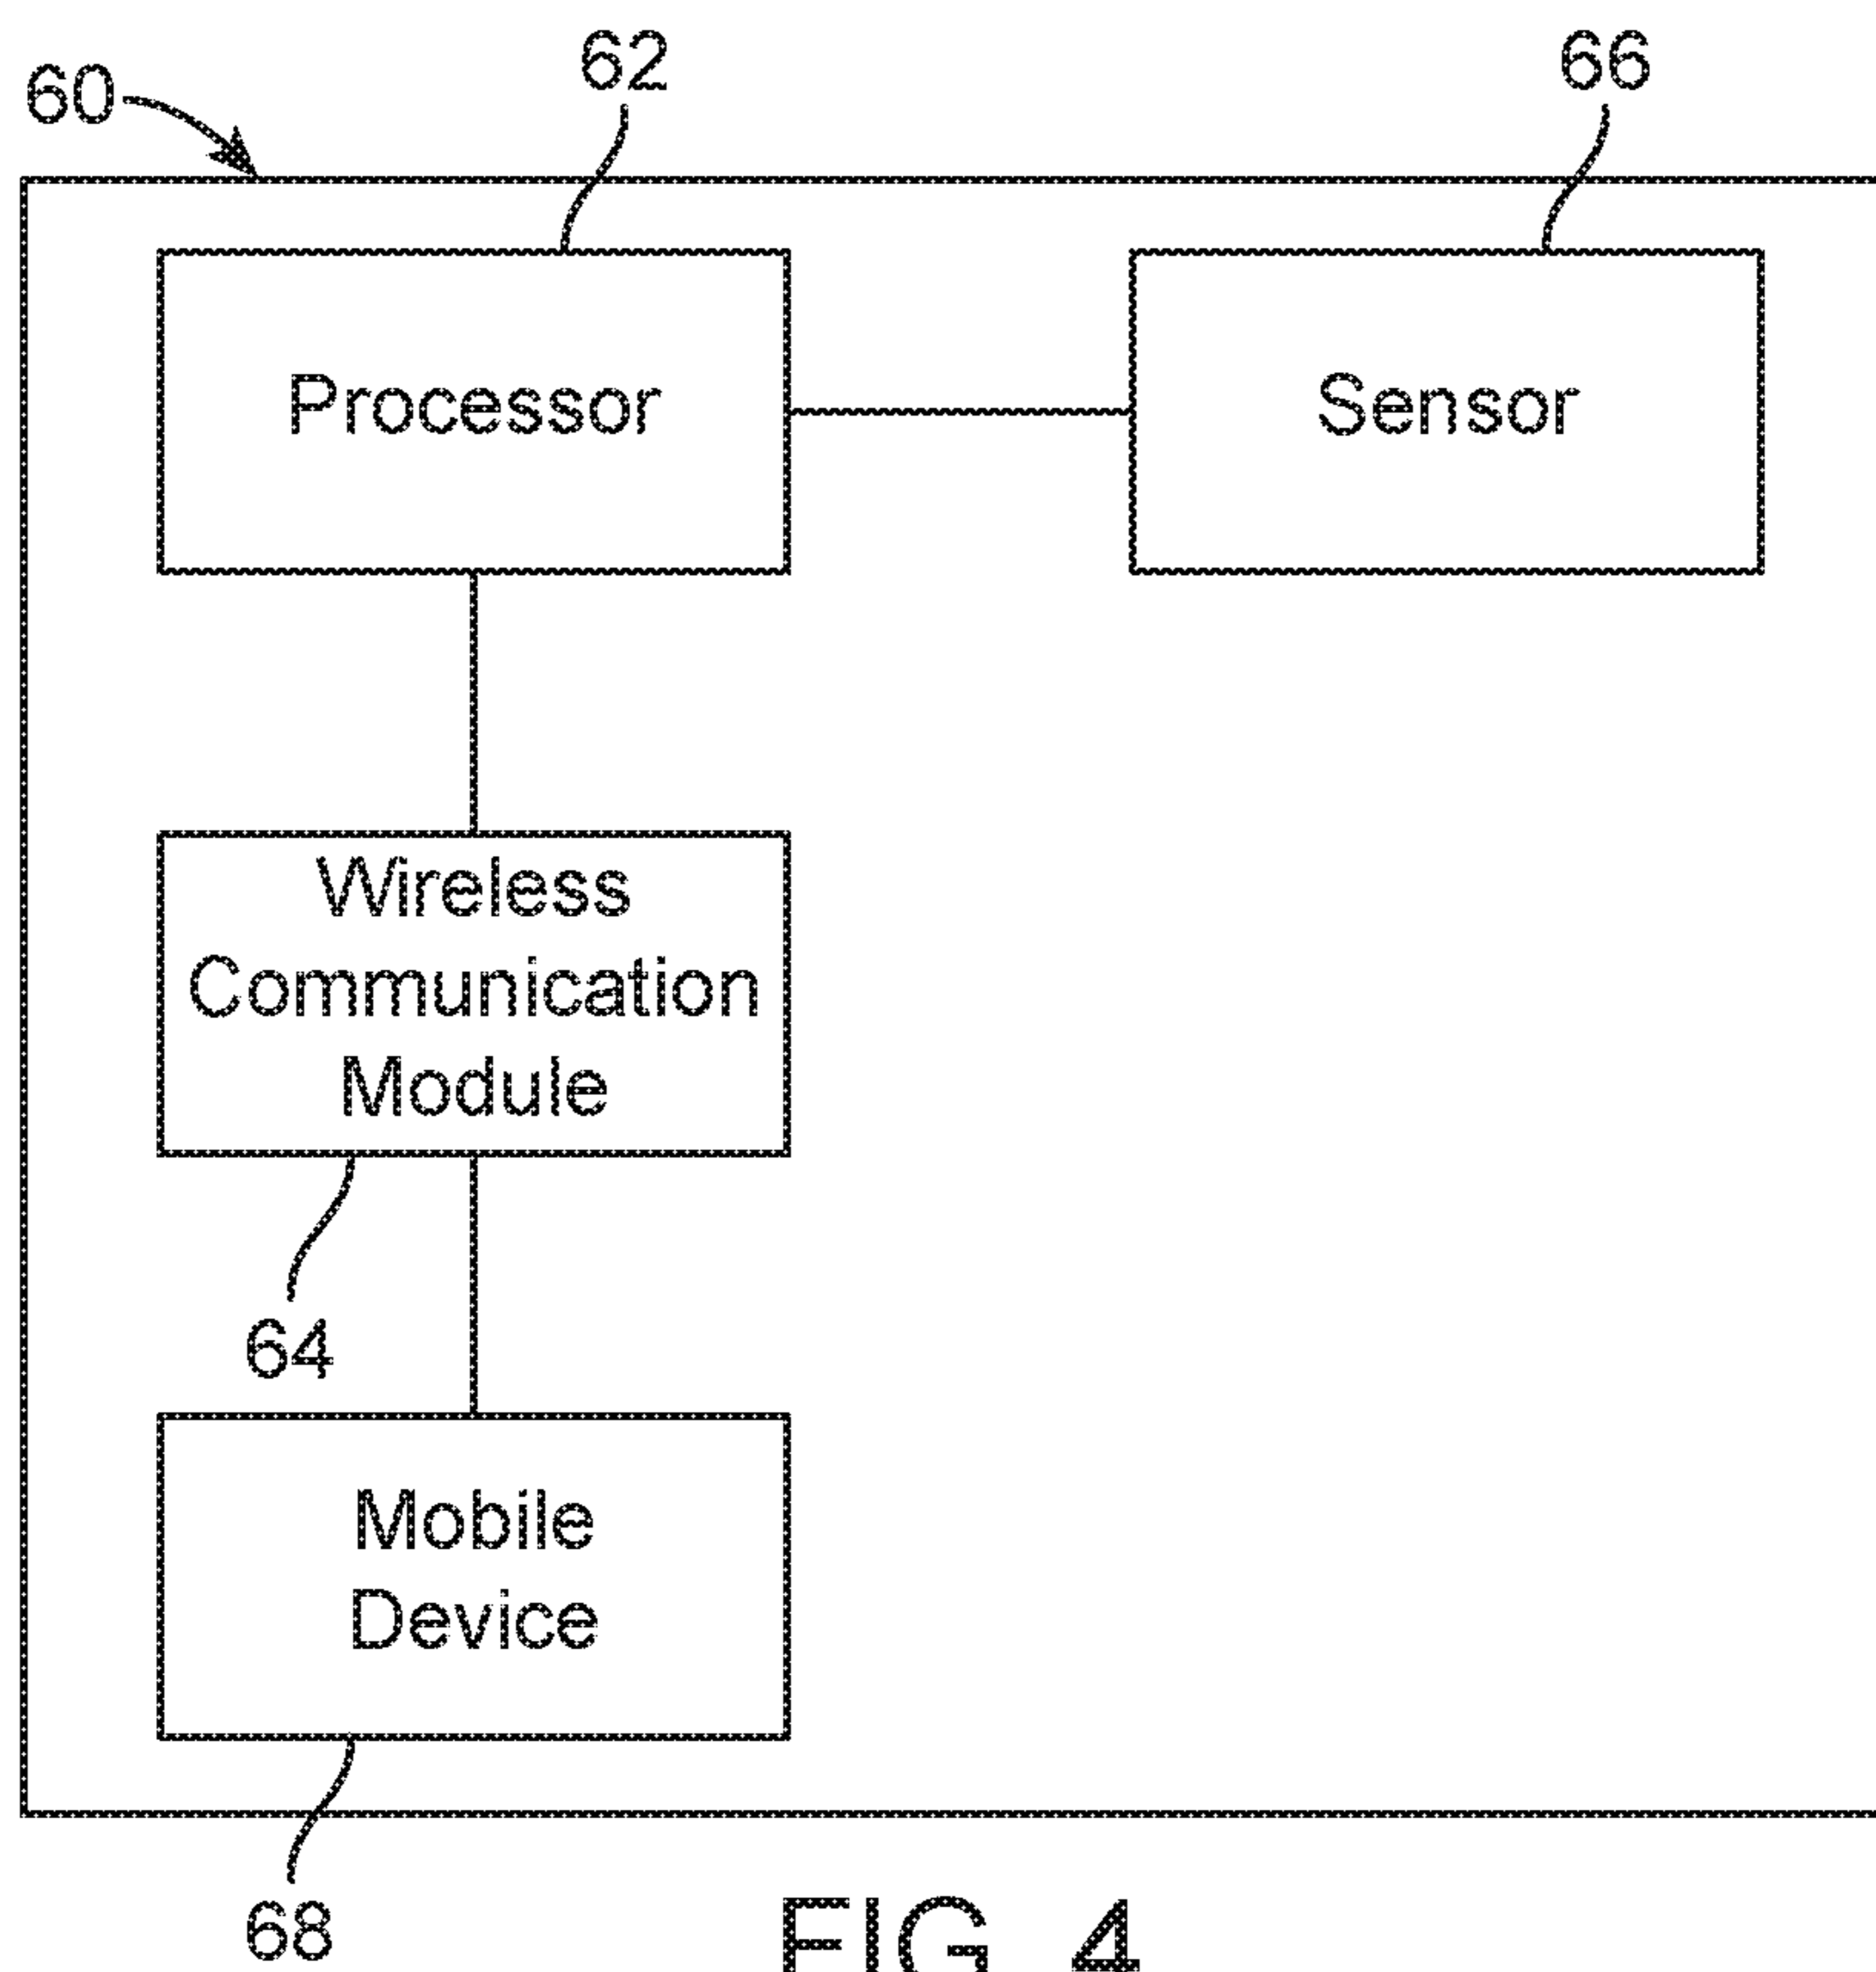 60
62
66
Processor
Sensor
Wireless
Communication
Module
64
Mobile
Device
68
FIG. 4